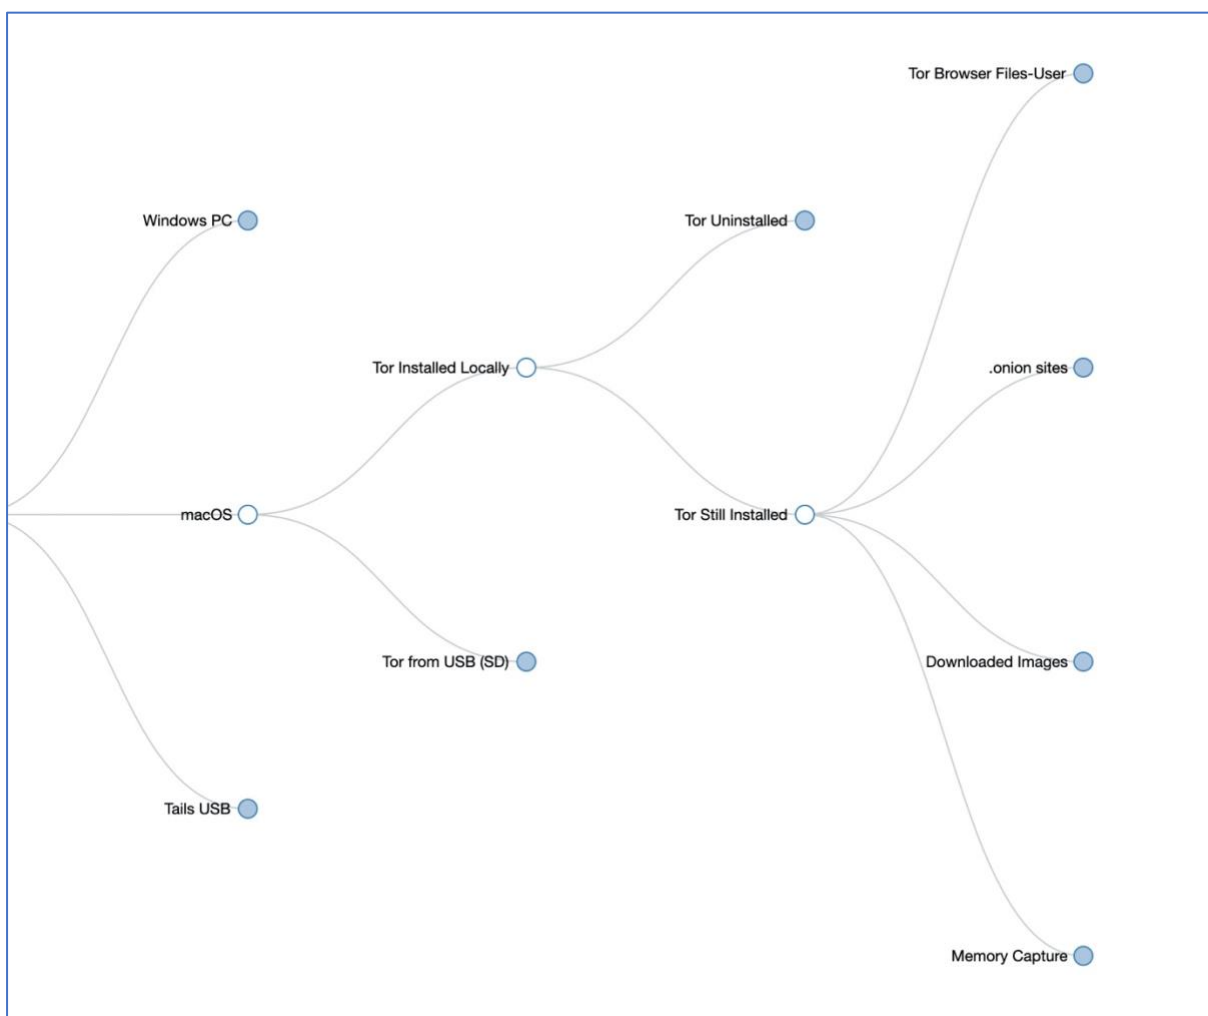 Tor Browser Files-User
Windows PC
Tor Uninstalled
Tor Installed Locally
.onion sites
macOS
Tor Still Installed
Tor from USB (SD)
Downloaded Images
Tails USB
Memory Capture